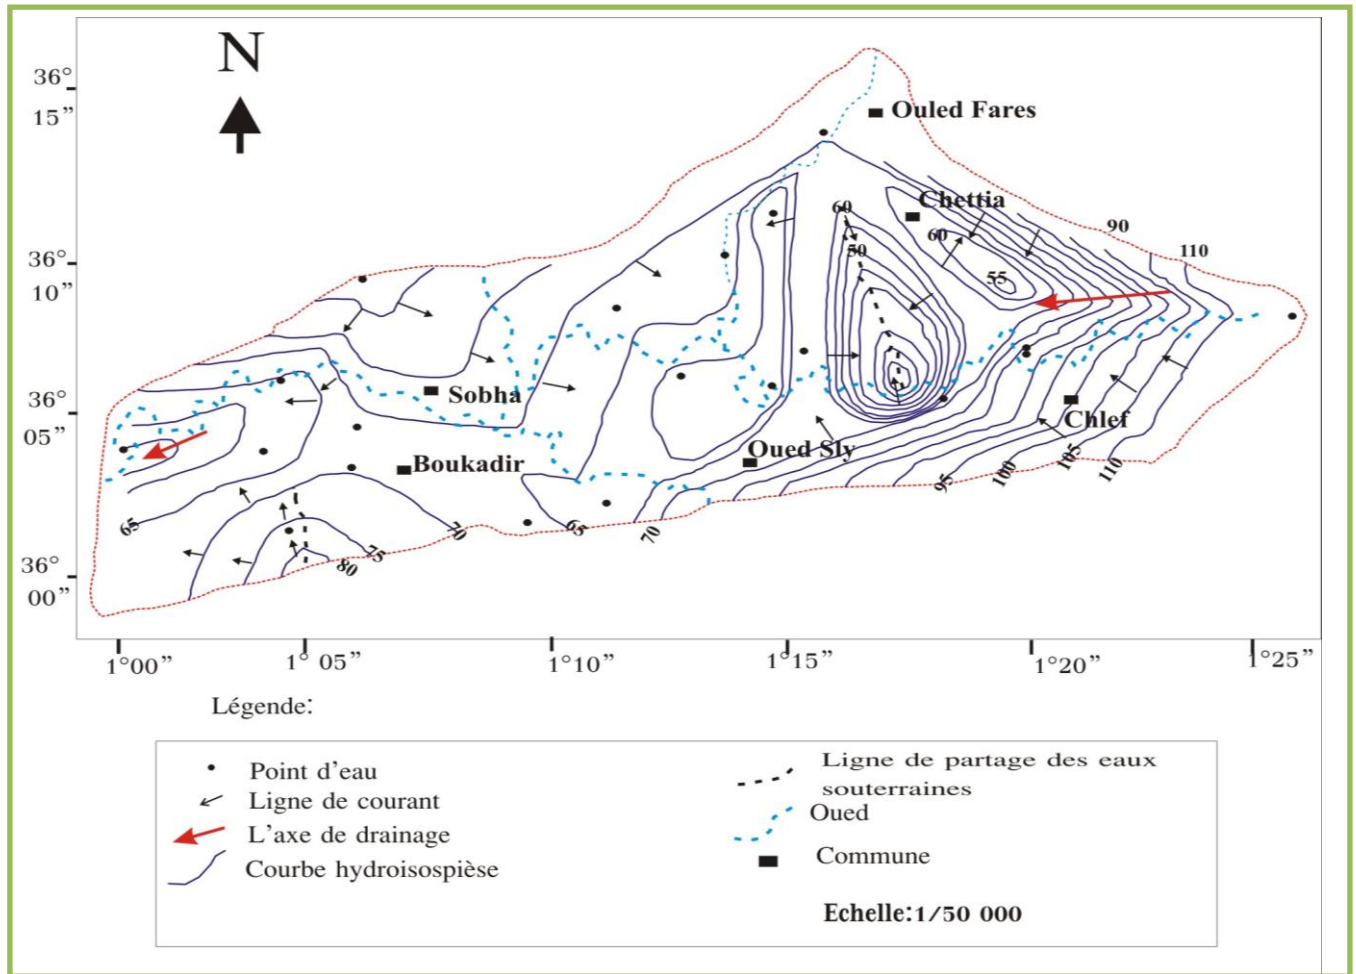 N
36°
15”
Ouled Fares
Chettia
60
90
60
110
50
36°
10”
55
36°
05”
Sobha
Chlef
Oued Sly
Boukadir
95
100
105
110
65
70
65
70
75
80
36°
00”
1°00”
1° 05”
1°10”
1°15”
1°20”
1°25”
Légende:
Point d’eau
Ligne de courant
L’axe de drainage
Courbe hydroisospièse
Ligne de partage des eaux
souterraines
Oued
Commune
Echelle:1/50 000